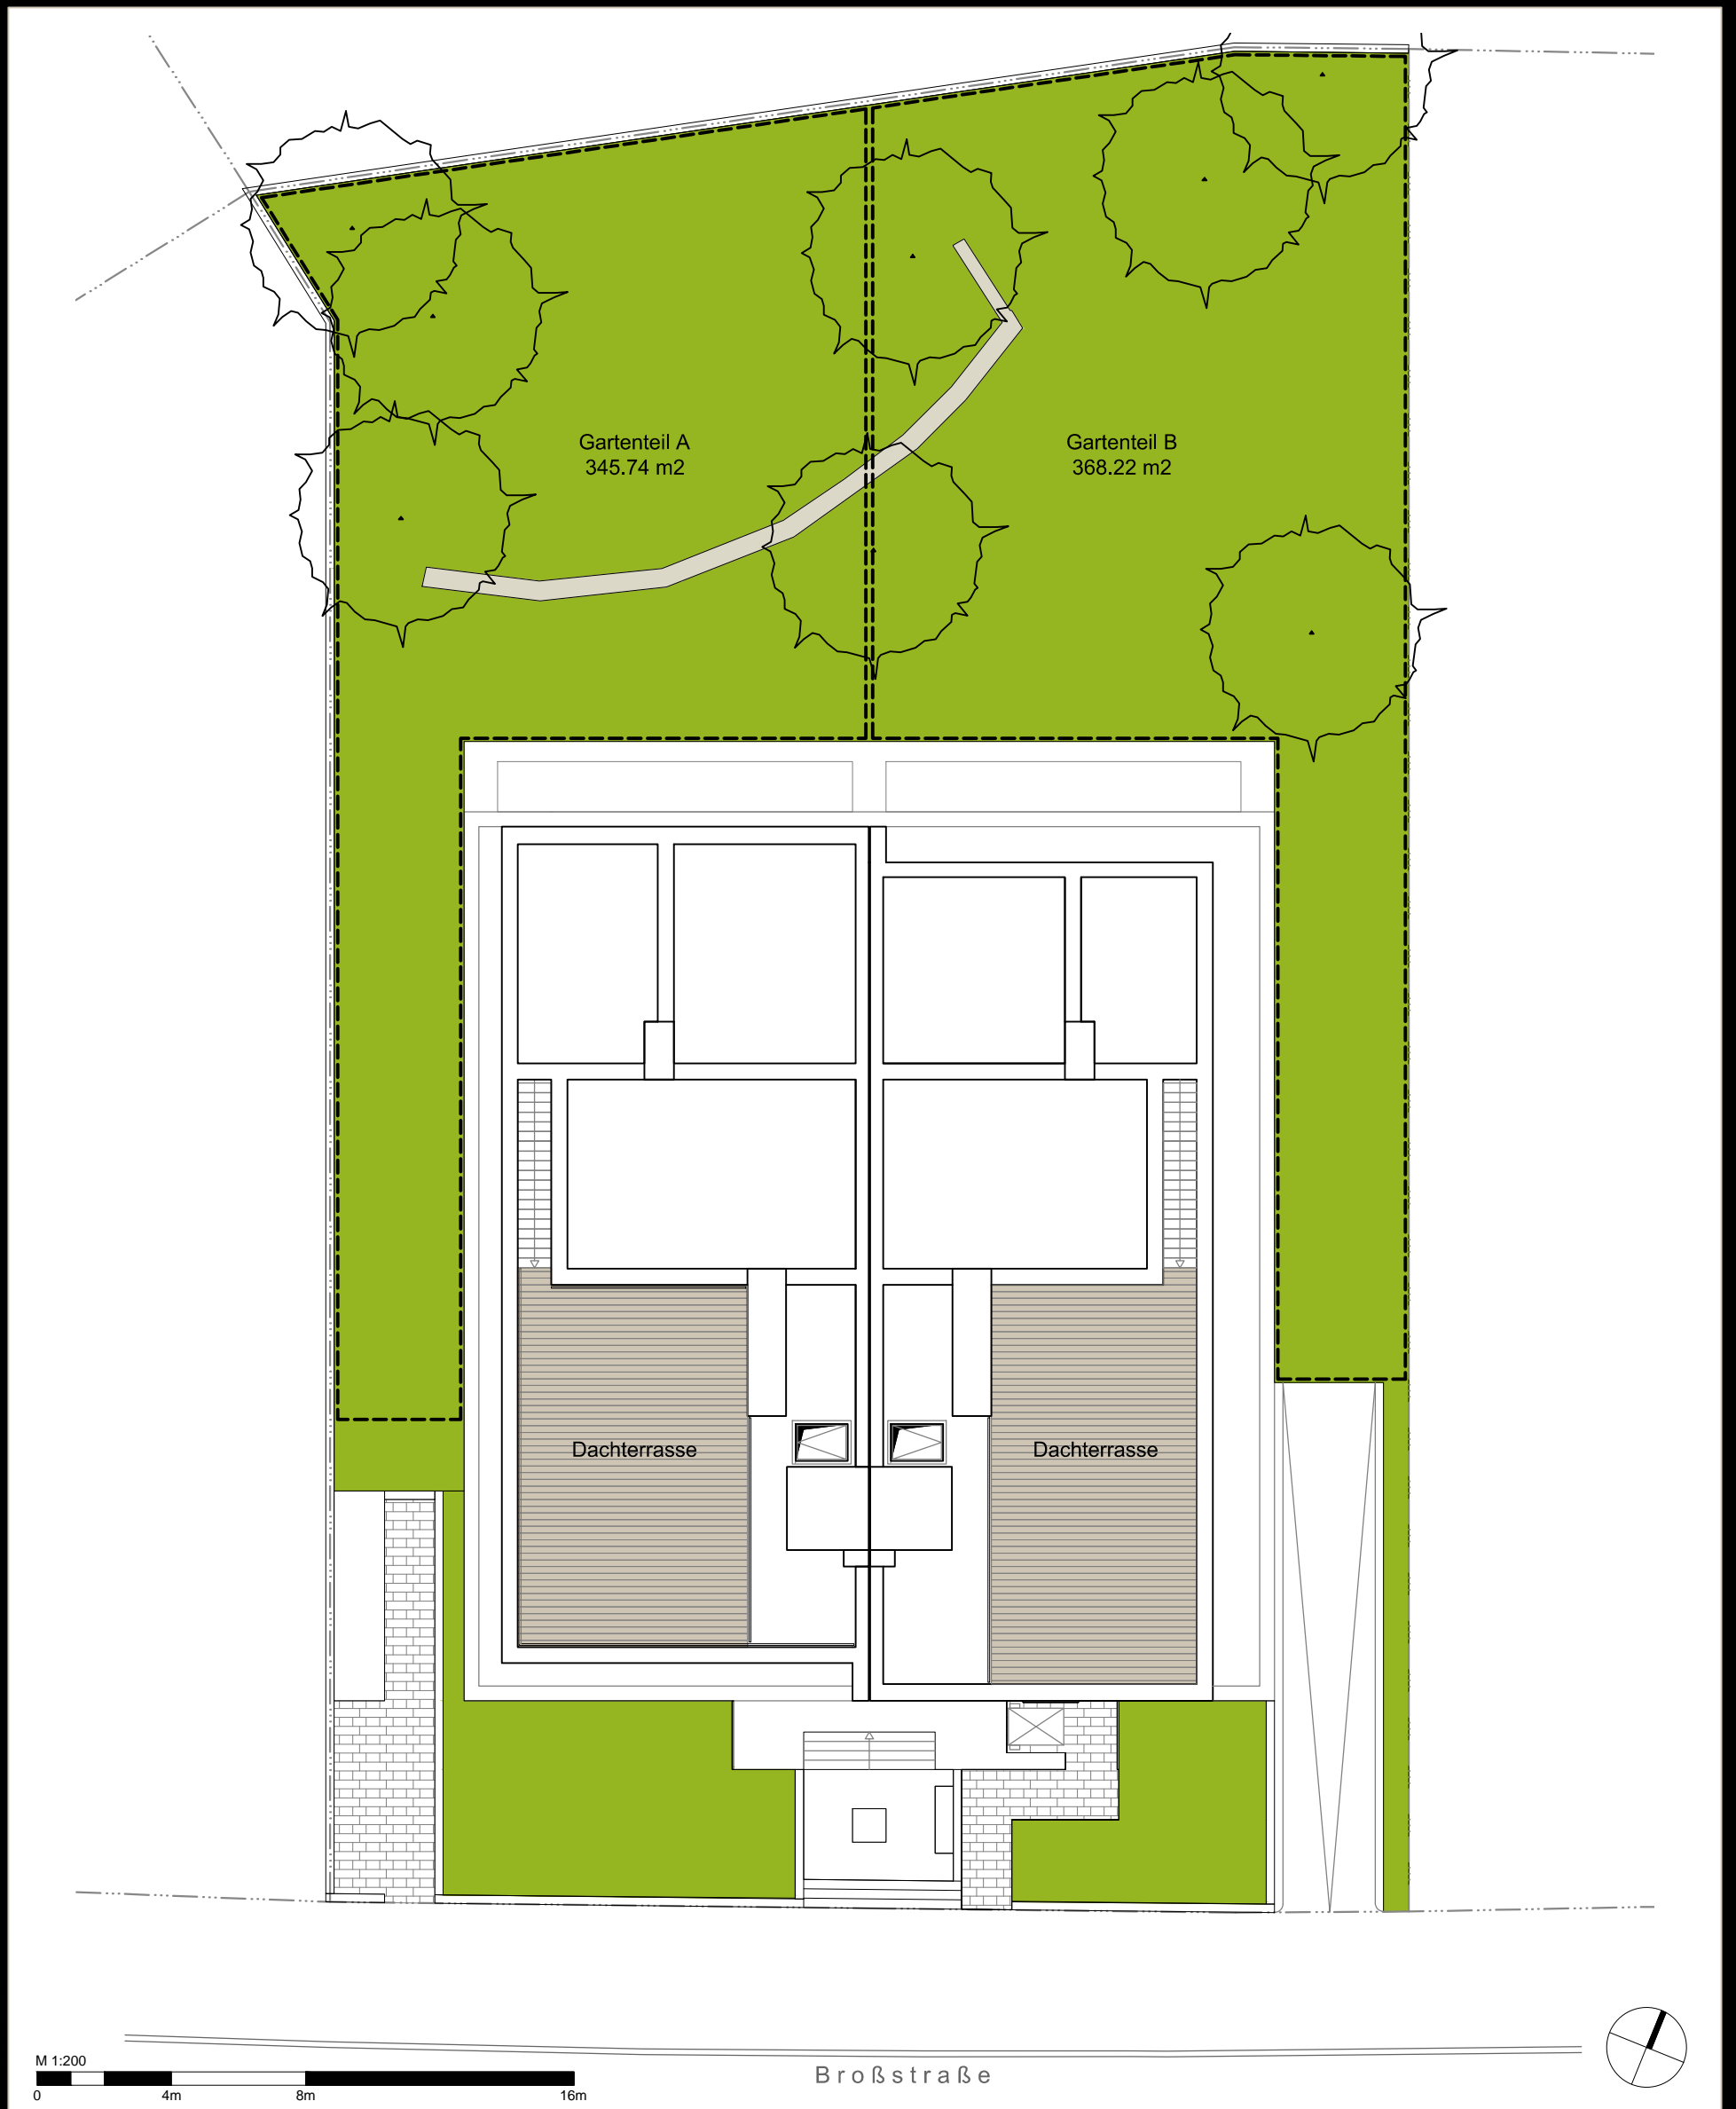 Gartenteil A
345.74 m2
Gartenteil B
368.22 m2
Dachterrasse
Dachterrasse
M 1:200
0 4m 8m 16m
Broßstraße